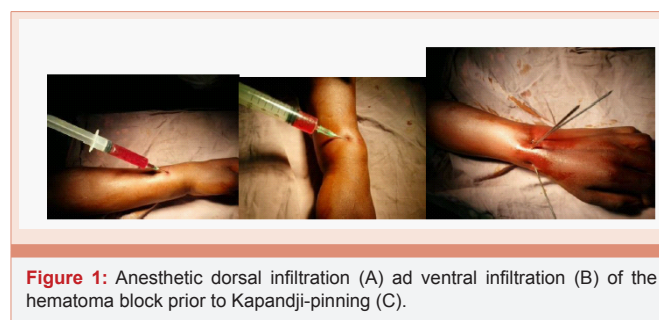 Figure 1: Anesthetic dorsal infiltration (A) ad ventral infiltration (B) of the
hematoma block prior to Kapandji-pinning (C).